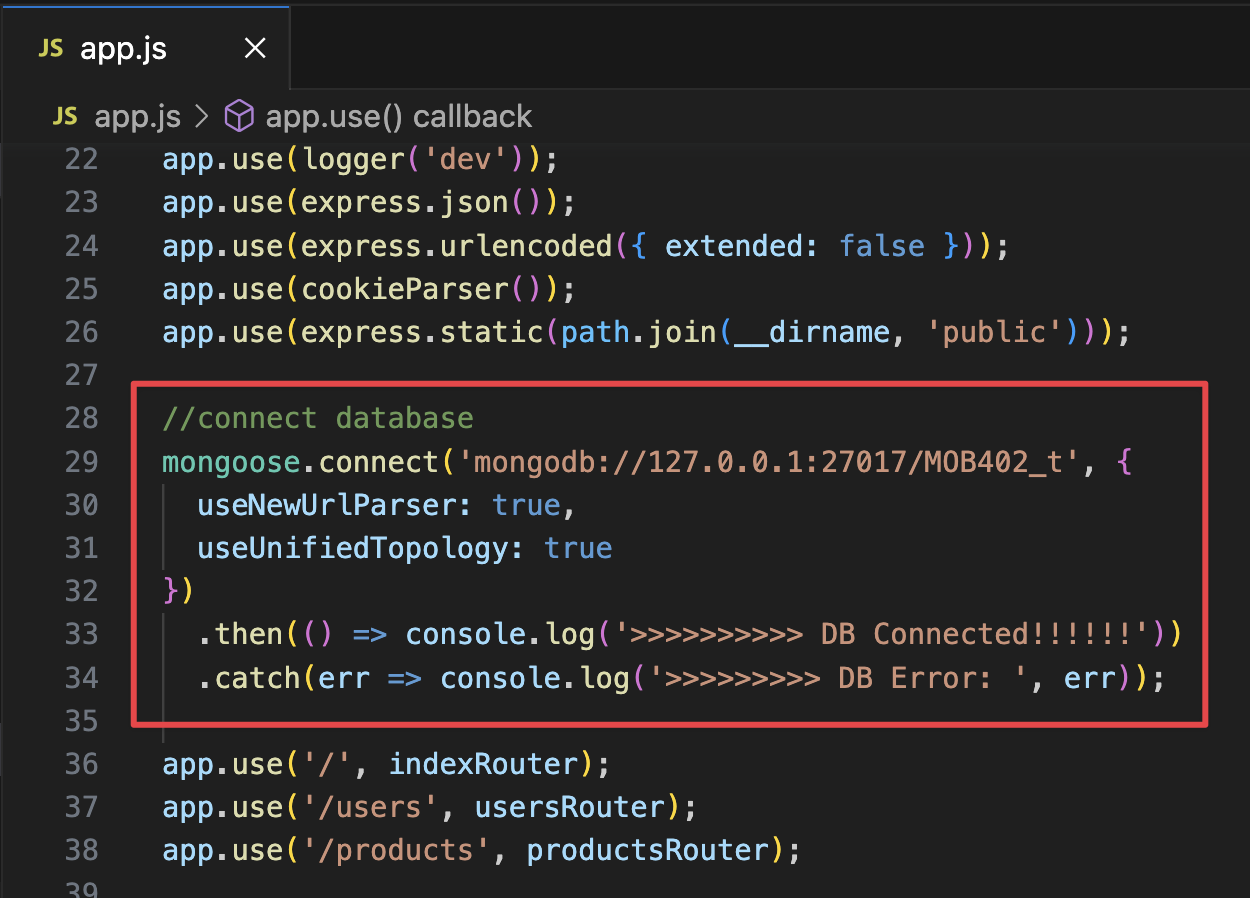 JS app.js
JS app.js > app.use() callback
22 app.use(logger('dev'));
23 app.use(express.json());
24 app.use(express.urlencoded({ extended: false }));
25 app.use(cookieParser());
26 app.use(express.static(path.join(__dirname, 'public')));
27
28 //connect database
29 mongoose.connect('mongodb://127.0.0.1:27017/MOB402_t', {
30 useNewUrlParser: true,
31 useUnifiedTopology: true
32 })
33 .then(() => console.log('>>>>>>>>>> DB Connected!!!!!!'))
34 .catch(err => console.log('>>>>>>>>> DB Error: ', err));
35
36 app.use('/', indexRouter);
37 app.use('/users', usersRouter);
38 app.use('/products', productsRouter);
39